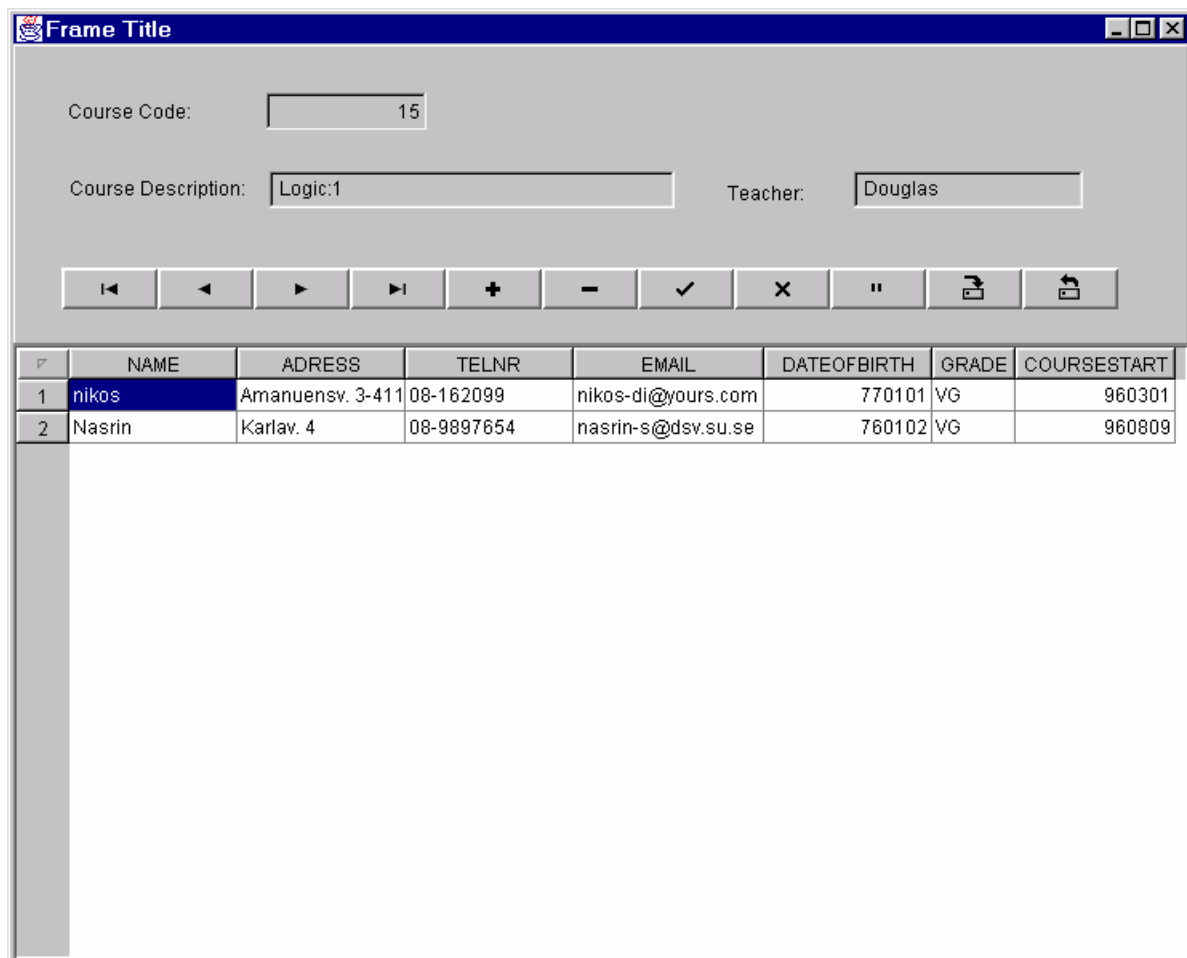 Frame Title
Course Code: 15
Course Description: Logic:1 Teacher: Douglas
NAME ADRESS TELNR EMAIL DATEOFBIRTH GRADE COURSESTART
1 nikos Amanuensv. 3-411 08-162099 nikos-di@yours.com 770101 VG 960301
2 Nasrin Karlav. 4 08-9897654 nasrin-s@dsv.su.se 760102 VG 960809